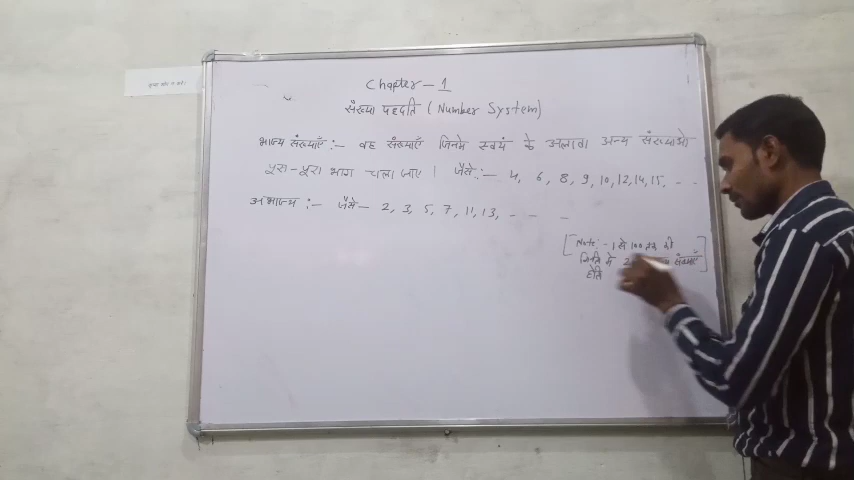 Chapter - 1
संख्या पद्धति ( Number System)
भाज्य संख्याएँ :- वह संख्याएँ जिनमे स्वयं के अलावा अन्य संख्याओ
पूरा-पूरा भाग चला जाए। जैसे:- 4, 6, 8, 9, 10, 12, 14, 15, - -
अभाज्य :- जैसे - 2, 3, 5, 7, 11, 13, - - -
[Note:- 1 से 100 तक की
गिनती मे 2 संख्याएँ]
होती